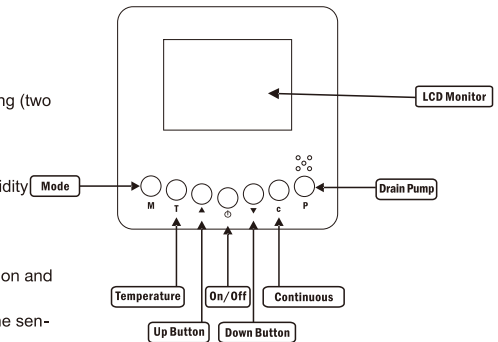 ng (two
LCD Monitor
idity
Mode
Drain Pump
M T ▲ ▼ c P
on and
Temperature
On/Off
Continuous
ne sen-
Up Button
Down Button